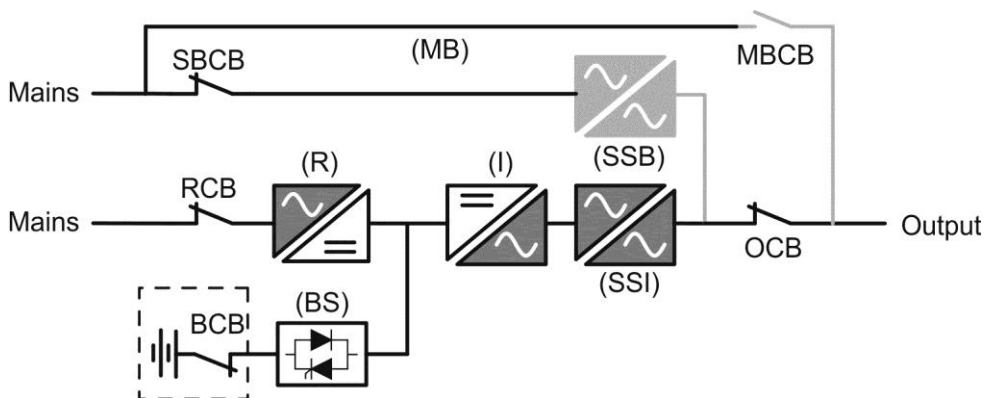 (MB)
MBCB
SBCB
Mains
(SSB)
(R)
(I)
RCB
Mains
Output
OCB
(SSI)
(BS)
BCB